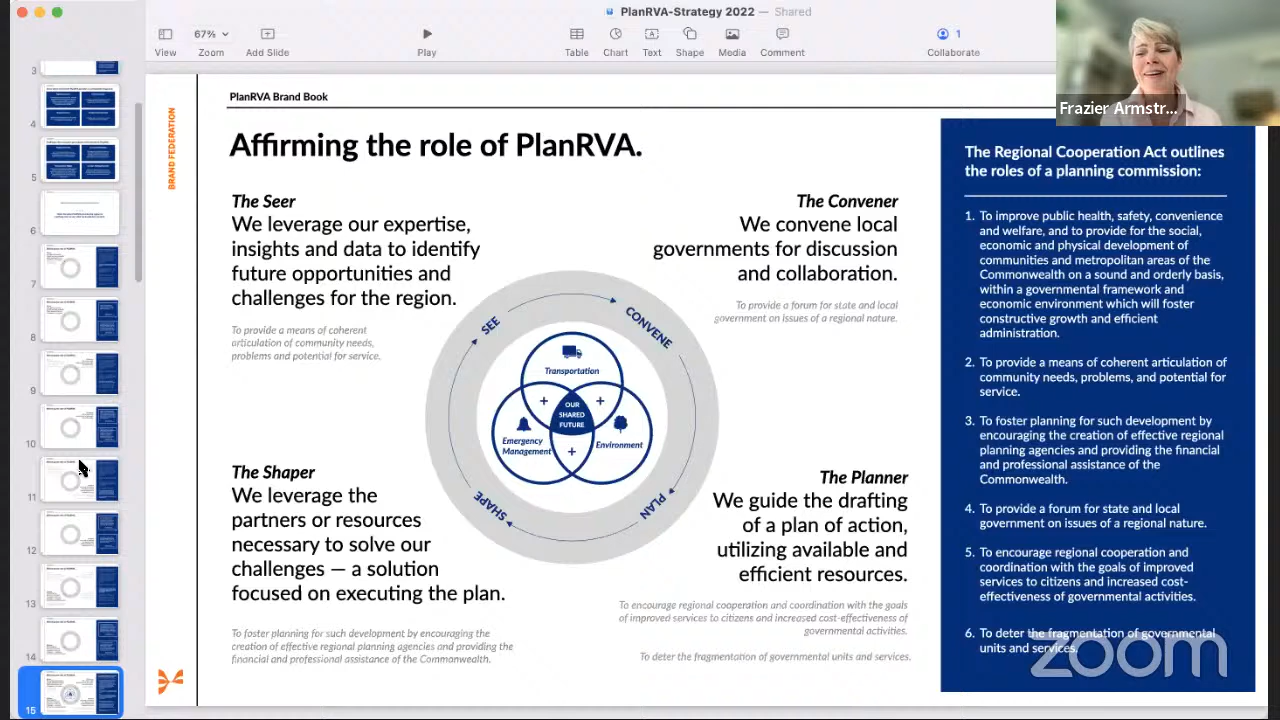 PlanRVA-Strategy 2022 — Shared
67%
View
Zoom
Add Slide
Play
Table
Chart
Text
Shape
Media
Comment
1
Collaborate
Frazier Armstr...
3
4
5
6
7
8
9
10
11
12
13
14
15
BRAND FEDERATION
PlanRVA Brand Book
Affirming the role of PlanRVA.
The Seer
We leverage our expertise,
insights and data to identify
future opportunities and
challenges for the region.
To provide a means of coherent
articulation of community needs,
problems and potential for service.
The Convener
We convene local
governments for discussion
and collaboration.
To provide a forum for state and local
government on issues of a regional nature.
SEE
CONVENE
PLAN
SHAPE
Transportation
OUR
SHARED
FUTURE
Emergency
Management
Environment
The Shaper
We leverage the
partners or resources
necessary to solve our
challenges — a solution
focused on executing the plan.
To foster planning for such development by encouraging the
creation of effective regional planning agencies and providing the
financial and professional assistance of the Commonwealth.
The Planner
We guide the drafting
of a plan of action,
utilizing available and
efficient resources.
To encourage regional cooperation and coordination with the goals
of improved services to citizens and increased cost-effectiveness of
governmental activities.
To deter the fragmentation of governmental units and services.
The Regional Cooperation Act outlines
the roles of a planning commission:
1. To improve public health, safety, convenience
and welfare, and to provide for the social,
economic and physical development of
communities and metropolitan areas of the
Commonwealth on a sound and orderly basis,
within a governmental framework and
economic environment which will foster
constructive growth and efficient
administration.
2. To provide a means of coherent articulation of
community needs, problems, and potential for
service.
3. To foster planning for such development by
encouraging the creation of effective regional
planning agencies and providing the financial
and professional assistance of the
Commonwealth.
4. To provide a forum for state and local
government on issues of a regional nature.
5. To encourage regional cooperation and
coordination with the goals of improved
services to citizens and increased cost-
effectiveness of governmental activities.
6. To deter the fragmentation of governmental
units and services.
zoom